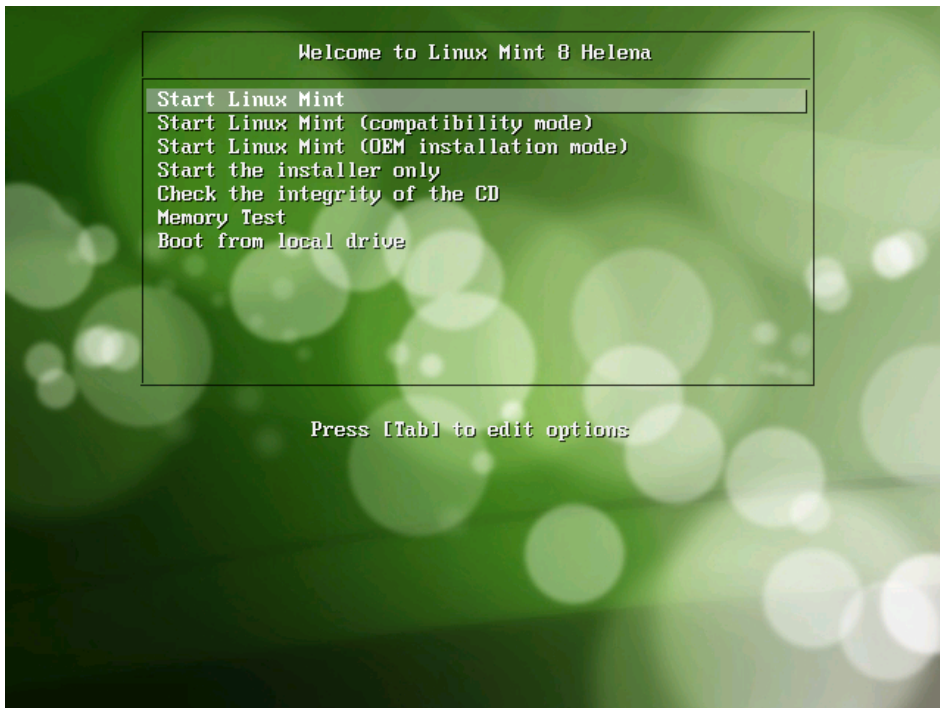 Welcome to Linux Mint 8 Helena
Start Linux Mint
Start Linux Mint (compatibility mode)
Start Linux Mint (OEM installation mode)
Start the installer only
Check the integrity of the CD
Memory Test
Boot from local drive
Press [Tab] to edit options